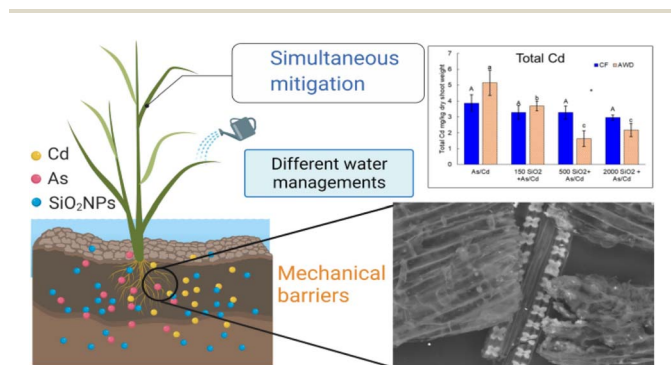 Simultaneous
mitigation
Total Cd
CF
AWD
Total Cd mg/kg dry shoot weight
7
6
5
4
3
2
1
0
A
a
A
b
A
c
*
A
c
As/Cd
150 SiO2
+As/Cd
500 SiO2+
As/Cd
2000 SiO2 +
As/Cd
Cd
As
SiO₂NPs
Different water
managements
Mechanical
barriers